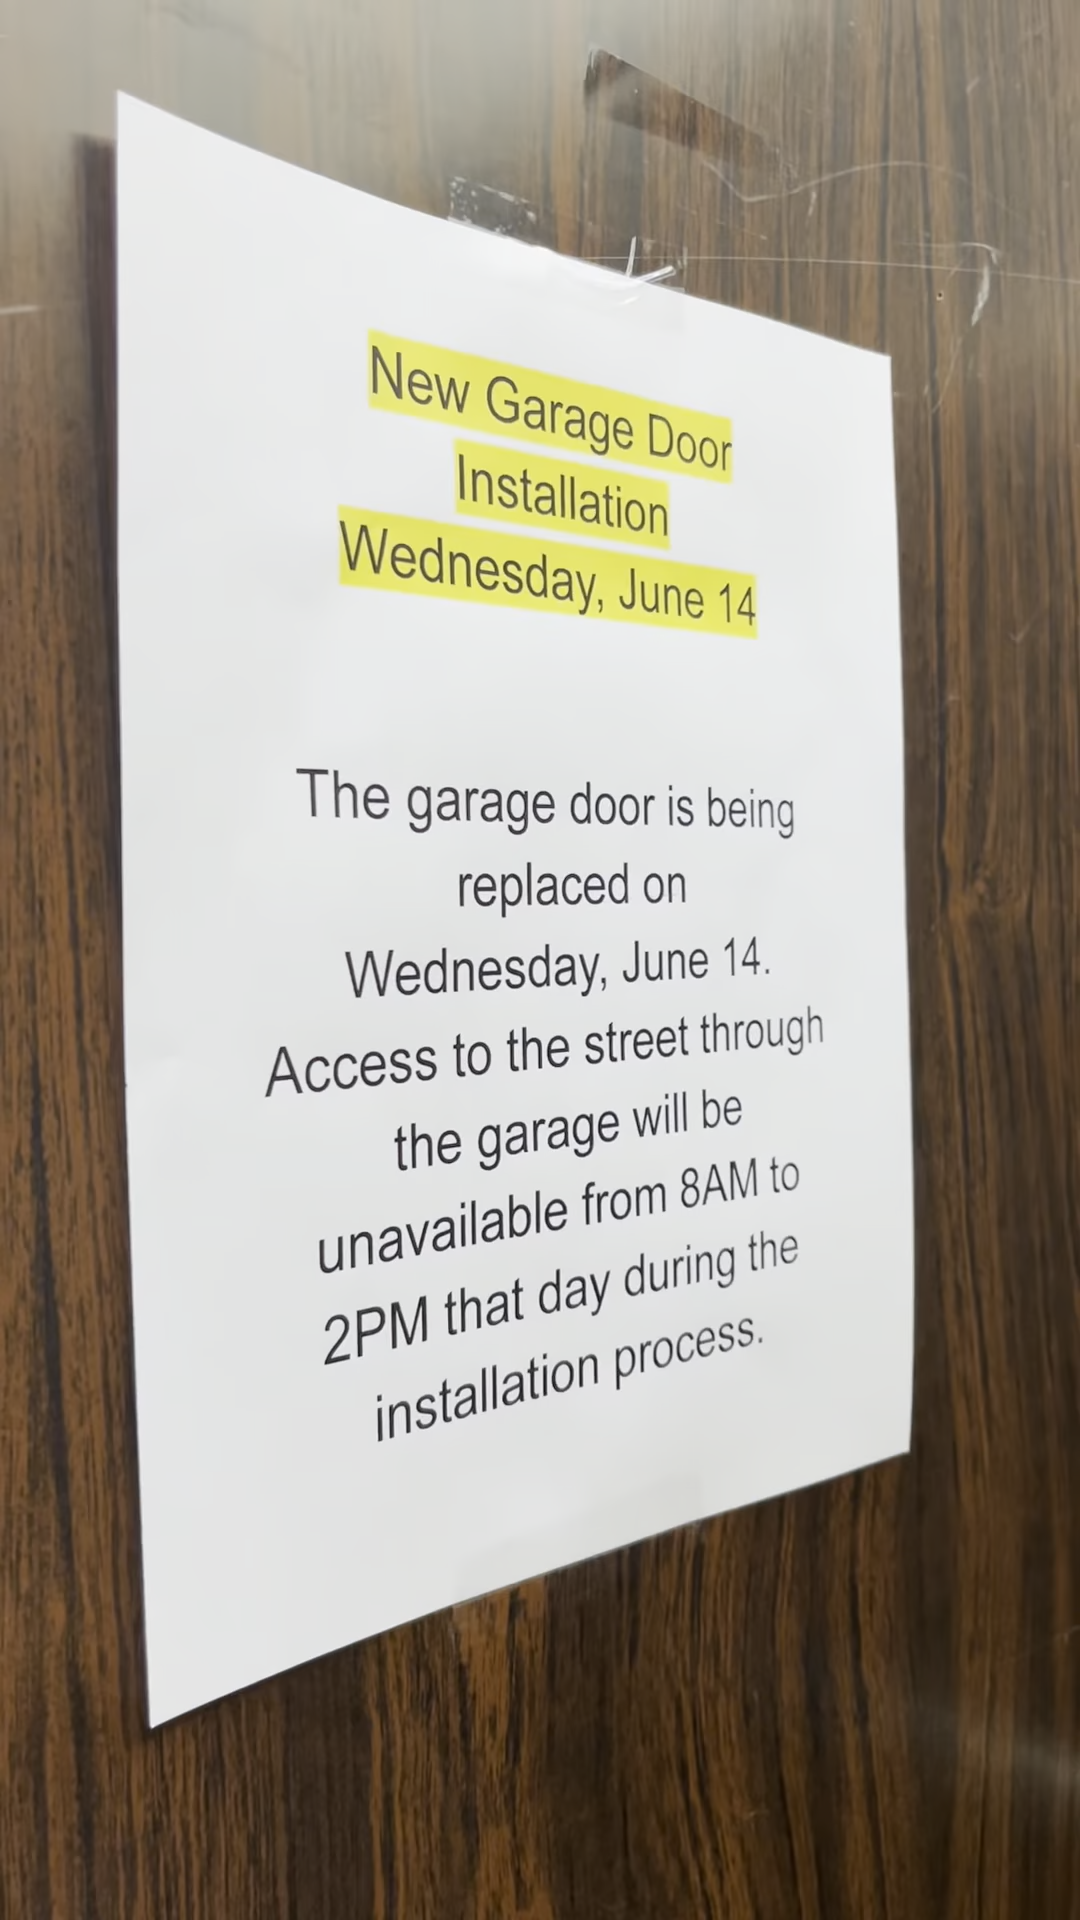 New Garage Door
Installation
Wednesday, June 14
The garage door is being
replaced on
Wednesday, June 14.
Access to the street through
the garage will be
unavailable from 8AM to
2PM that day during the
installation process.